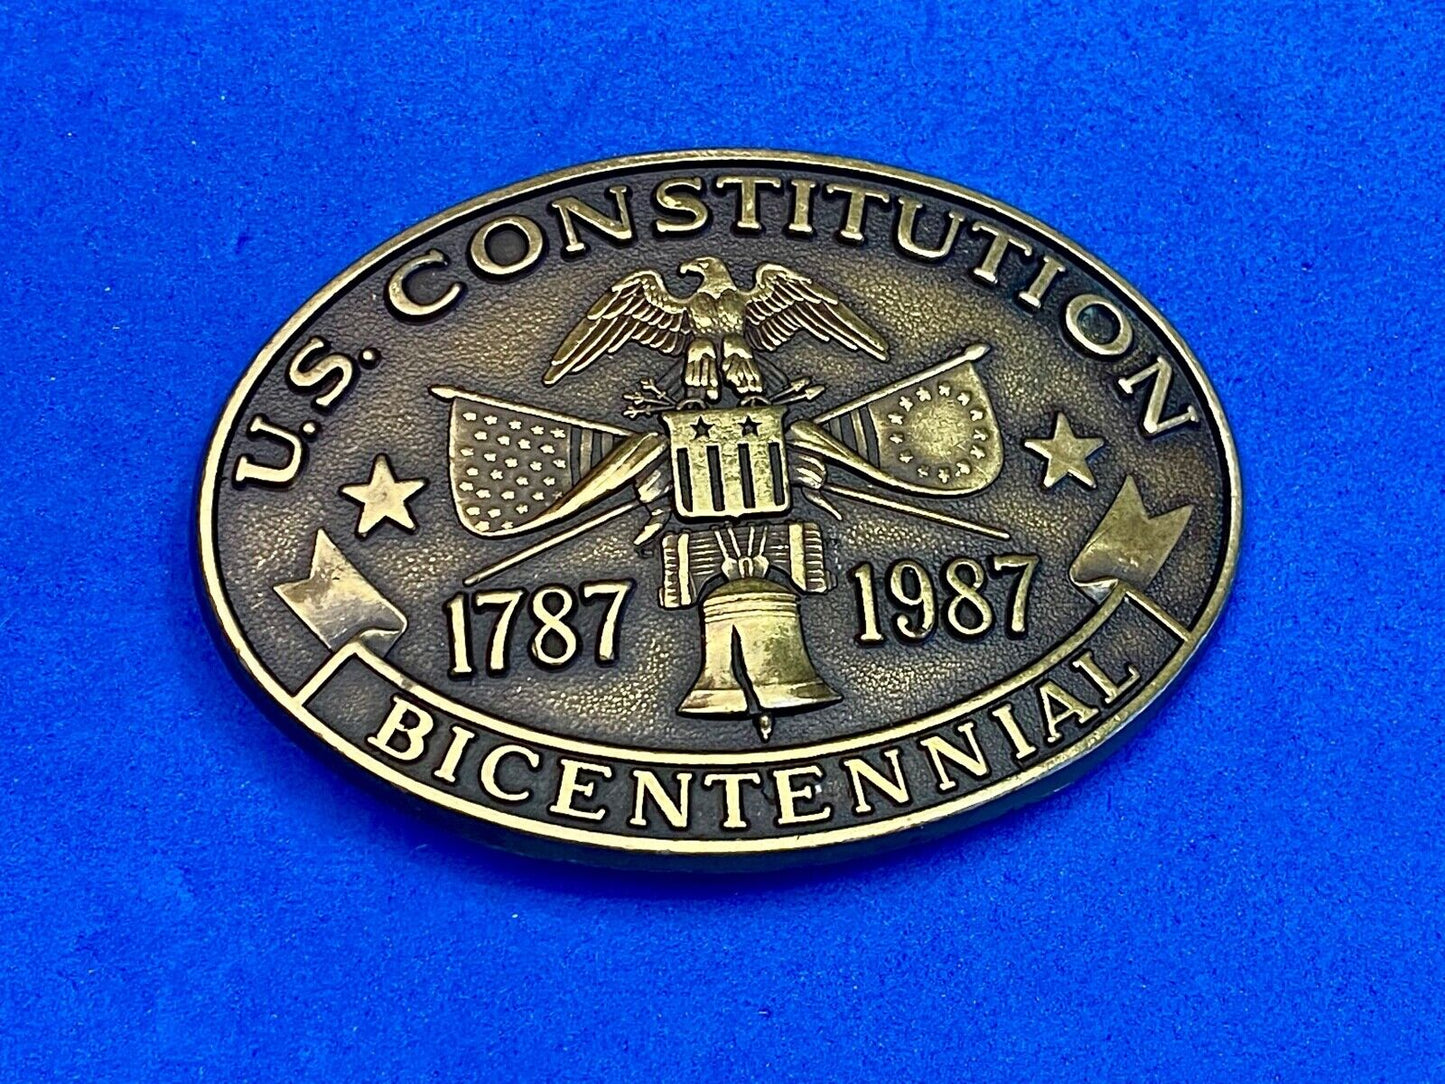 U.S. CONSTITUTION
1787 1987
BICENTENNIAL